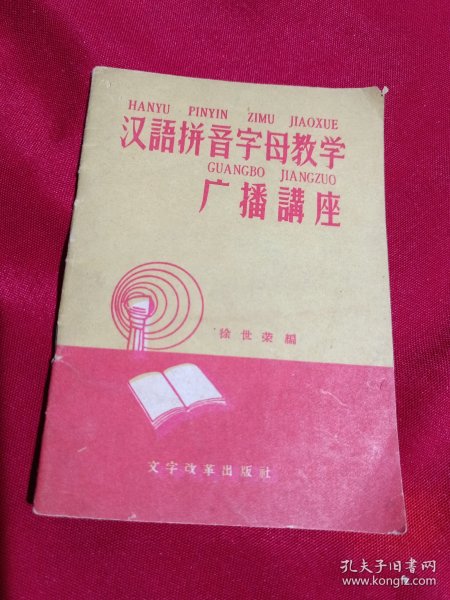 HANYU PINYIN ZIMU JIAOXUE
汉語拼音字母教学
GUANGBO JIANGZUO
广播講座
徐世荣編
文字改革出版社
孔夫子旧书网
www.kongfz.com